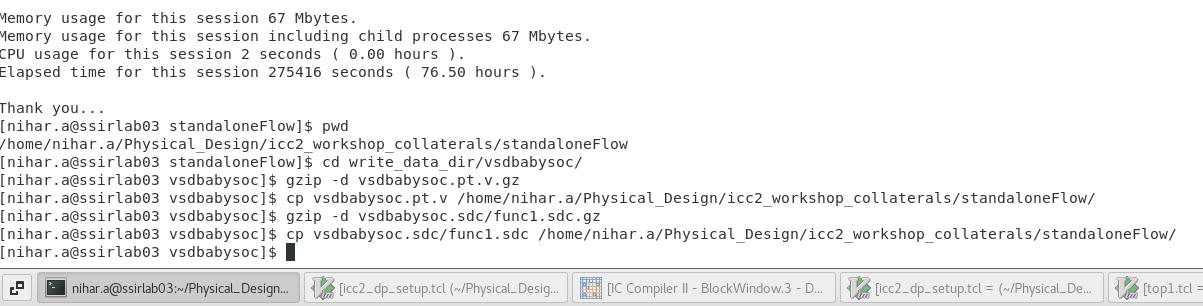 Memory usage for this session 67 Mbytes.
Memory usage for this session including child processes 67 Mbytes.
CPU usage for this session 2 seconds ( 0.00 hours ).
Elapsed time for this session 275416 seconds ( 76.50 hours ).
Thank you...
[nihar.a@ssirlab03 standaloneFlow]$ pwd
/home/nihar.a/Physical_Design/icc2_workshop_collaterals/standaloneFlow
[nihar.a@ssirlab03 standaloneFlow]$ cd write_data_dir/vsdbabysoc/
[nihar.a@ssirlab03 vsdbabysoc]$ gzip -d vsdbabysoc.pt.v.gz
[nihar.a@ssirlab03 vsdbabysoc]$ cp vsdbabysoc.pt.v /home/nihar.a/Physical_Design/icc2_workshop_collaterals/standaloneFlow/
[nihar.a@ssirlab03 vsdbabysoc]$ gzip -d vsdbabysoc.sdc/func1.sdc.gz
[nihar.a@ssirlab03 vsdbabysoc]$ cp vsdbabysoc.sdc/func1.sdc /home/nihar.a/Physical_Design/icc2_workshop_collaterals/standaloneFlow/
[nihar.a@ssirlab03 vsdbabysoc]$
nihar.a@ssirlab03:~/Physical_Design... [icc2_dp_setup.tcl (~/Physical_Desig... [IC Compiler II - BlockWindow.3 - D... [icc2_dp_setup.tcl = (~/Physical_De... [top1.tcl =